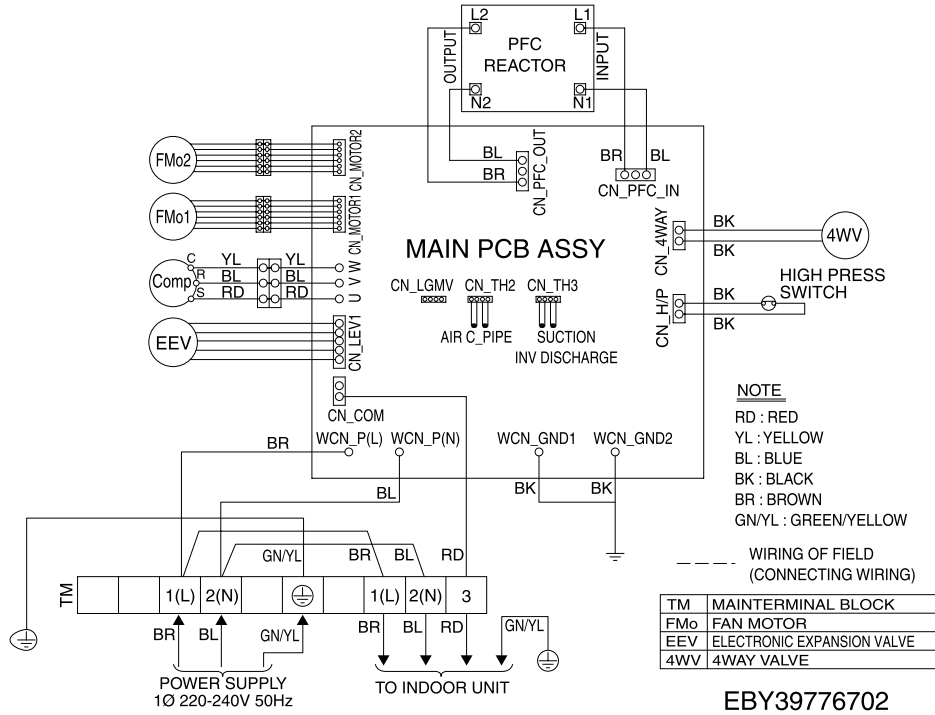 L2
L1
OUTPUT
PFC
REACTOR
INPUT
N2
N1
FMo2
CN_MOTOR2
BL
BR
CN_PFC_OUT
BR
BL
CN_PFC_IN
FMo1
CN_MOTOR1
CN_4WAY
BK
BK
4WV
MAIN PCB ASSY
Comp
C
R
S
YL
BL
RD
YL
BL
RD
W
V
U
CN_LGMV
CN_TH2
CN_TH3
HIGH PRESS
SWITCH
CN_H/P
BK
BK
AIR C_PIPE
SUCTION
INV DISCHARGE
EEV
CN_LEV1
CN_COM
WCN_P(L)
WCN_P(N)
WCN_GND1
WCN_GND2
BR
BL
BK
BK
NOTE
RD : RED
YL : YELLOW
BL : BLUE
BK : BLACK
BR : BROWN
GN/YL : GREEN/YELLOW
WIRING OF FIELD
(CONNECTING WIRING)
GN/YL
BR
BL
RD
TM
1(L)
2(N)
1(L)
2(N)
3
BR
BL
GN/YL
BR
BL
RD
GN/YL
POWER SUPPLY
1Ø 220-240V 50Hz
TO INDOOR UNIT
TM MAINTERMINAL BLOCK
FMo FAN MOTOR
EEV ELECTRONIC EXPANSION VALVE
4WV 4WAY VALVE
EBY39776702